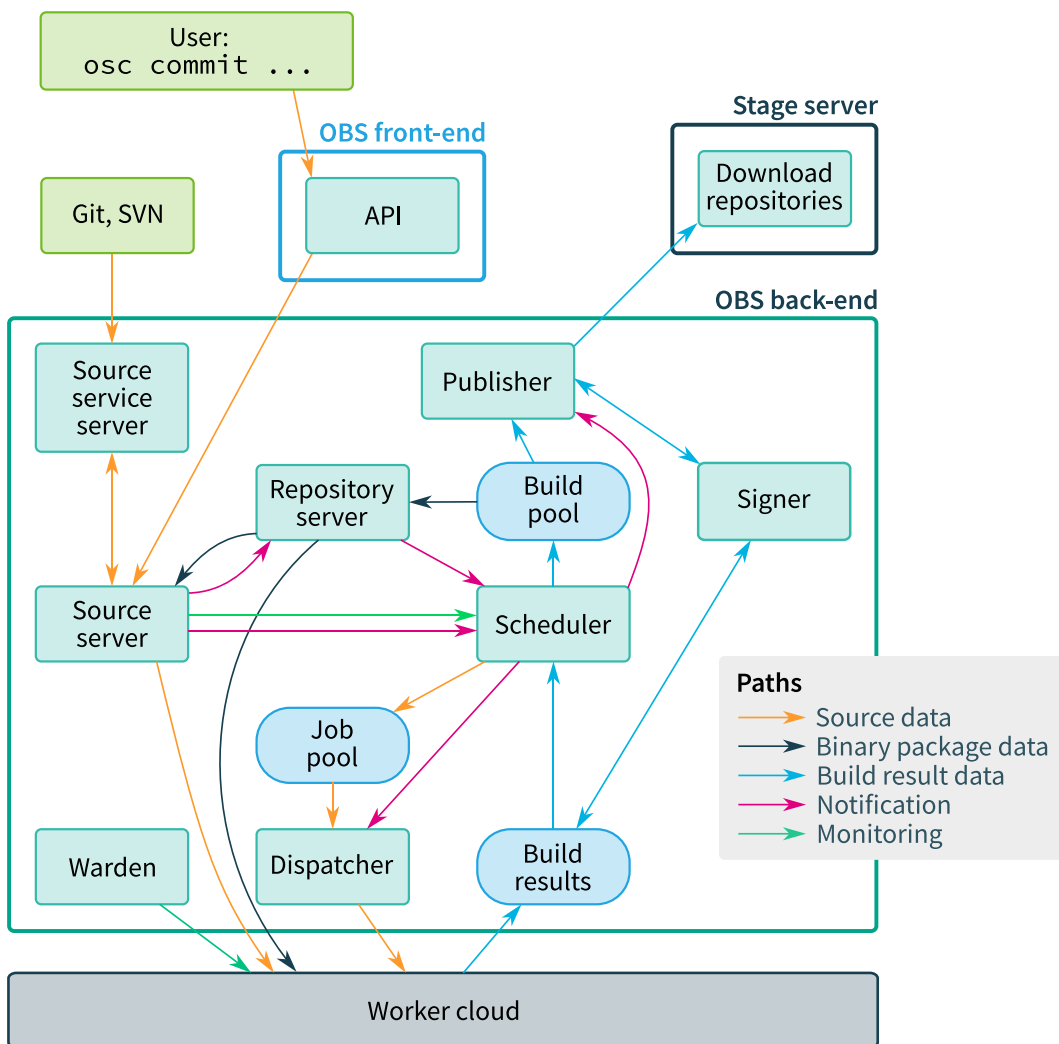 User:
osc commit ...
Stage server
OBS front-end
Download
repositories
Git, SVN
API
OBS back-end
Source
service
server
Publisher
Repository
server
Build
pool
Signer
Source
server
Scheduler
Paths
Source data
Binary package data
Build result data
Notification
Monitoring
Job
pool
Warden
Dispatcher
Build
results
Worker cloud